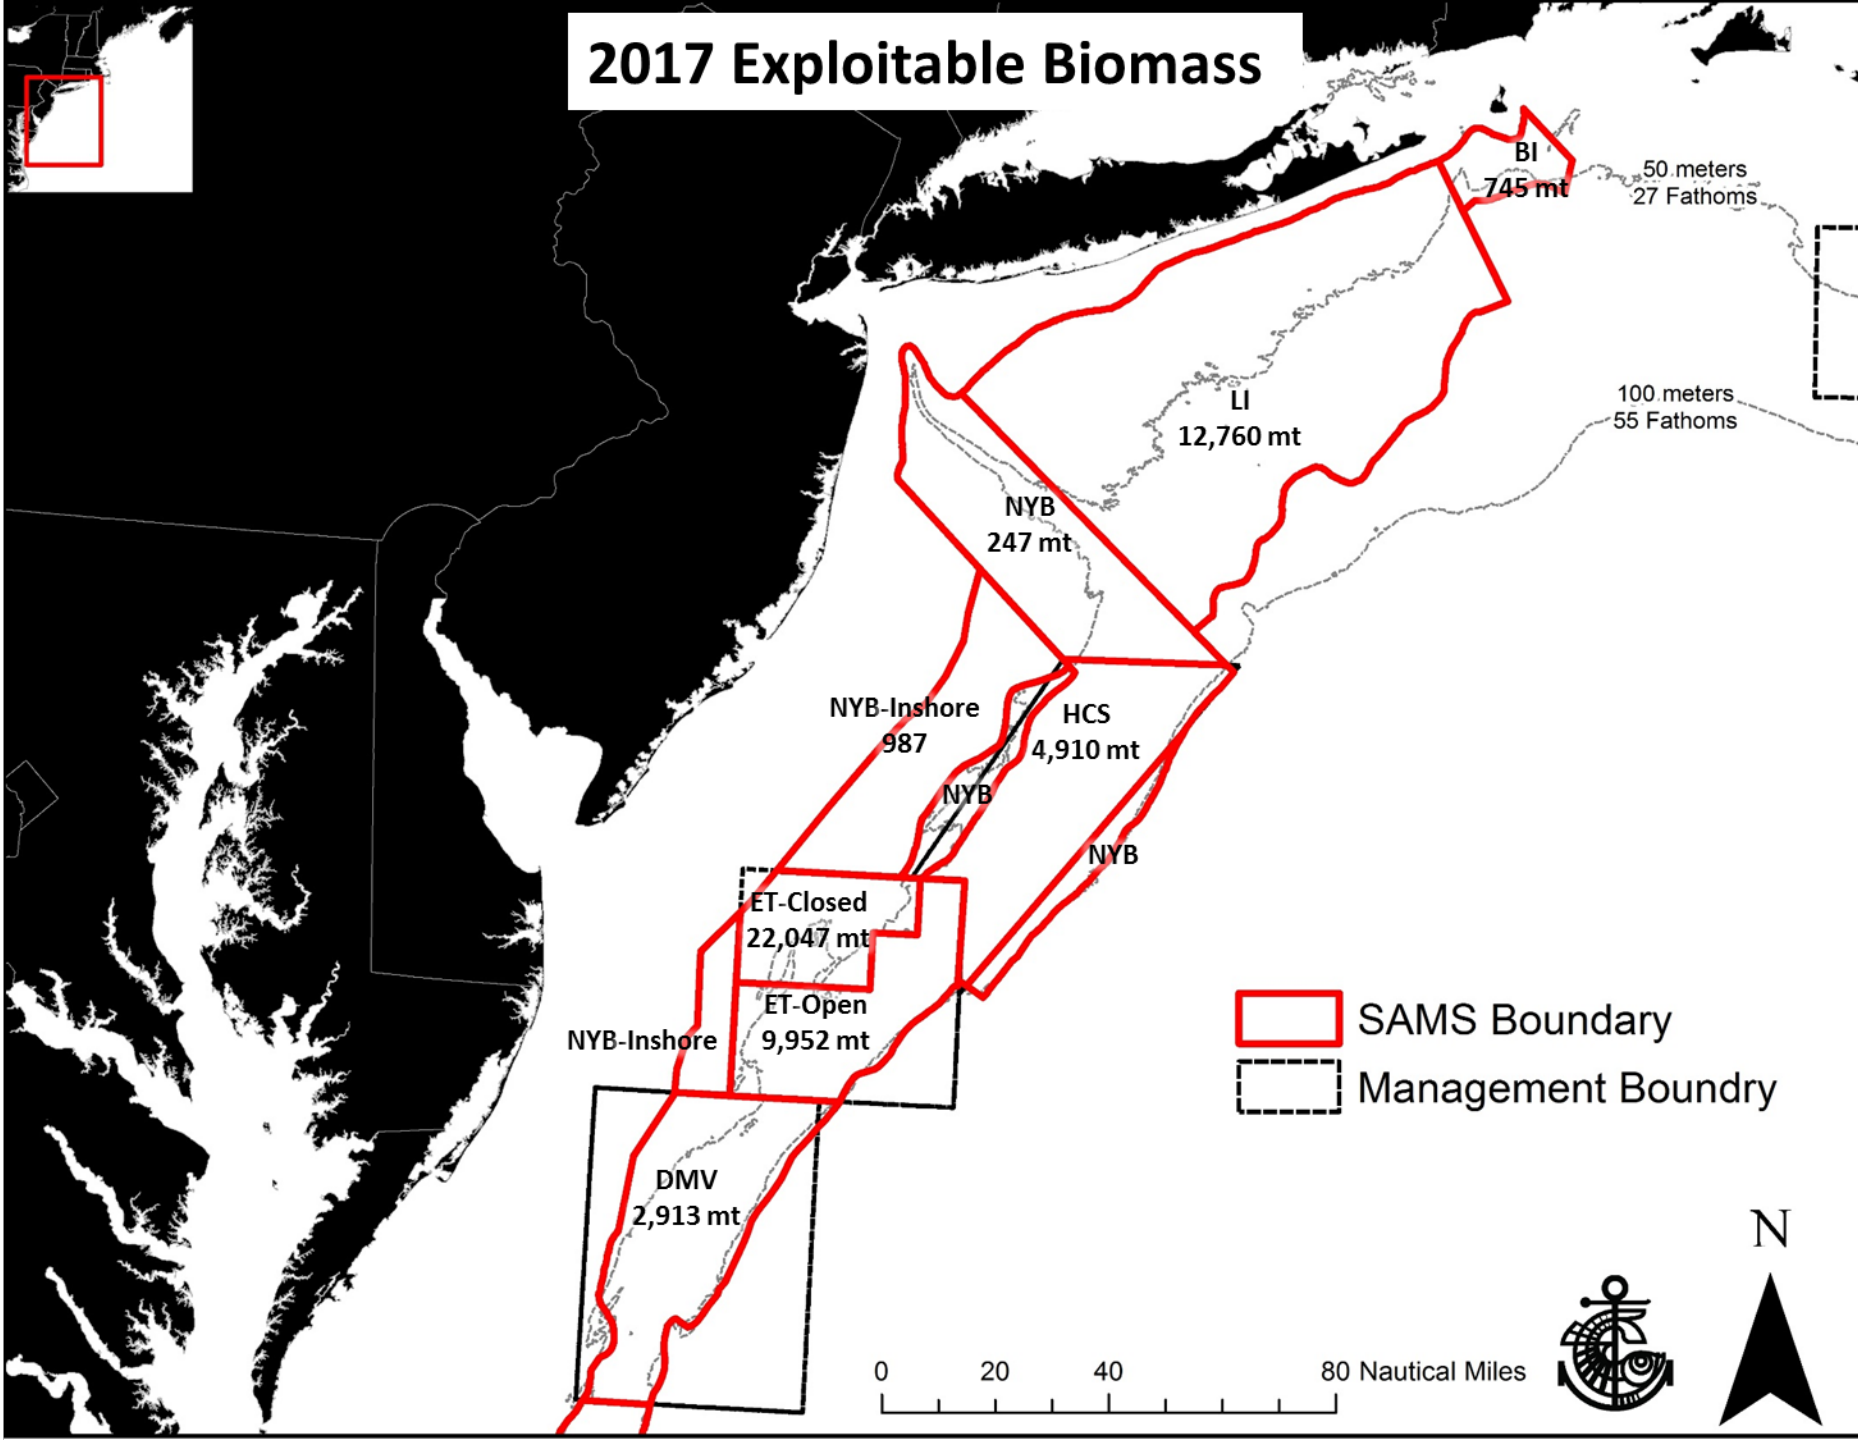 2017 Exploitable Biomass
BI
745 mt
50 meters
27 Fathoms
LI
12,760 mt
100 meters
55 Fathoms
NYB
247 mt
NYB-Inshore
987
HCS
4,910 mt
NYB
NYB
ET-Closed
22,047 mt
ET-Open
9,952 mt
NYB-Inshore
SAMS Boundary
Management Boundry
DMV
2,913 mt
N
0 20 40 80 Nautical Miles